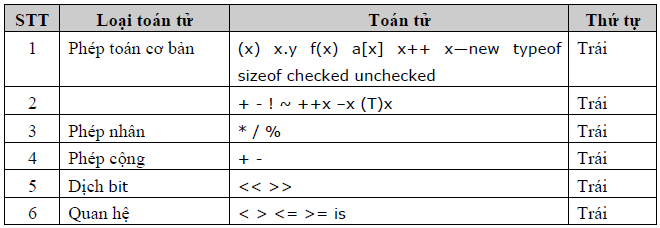 STT Loại toán tử Toán tử Thứ tự
1 Phép toán cơ bản (x) x.y f(x) a[x] x++ x—new typeof Trái
sizeof checked unchecked
2 + - ! ~ ++x –x (T)x Trái
3 Phép nhân * / % Trái
4 Phép cộng + - Trái
5 Dịch bit << >> Trái
6 Quan hệ < > <= >= is Trái